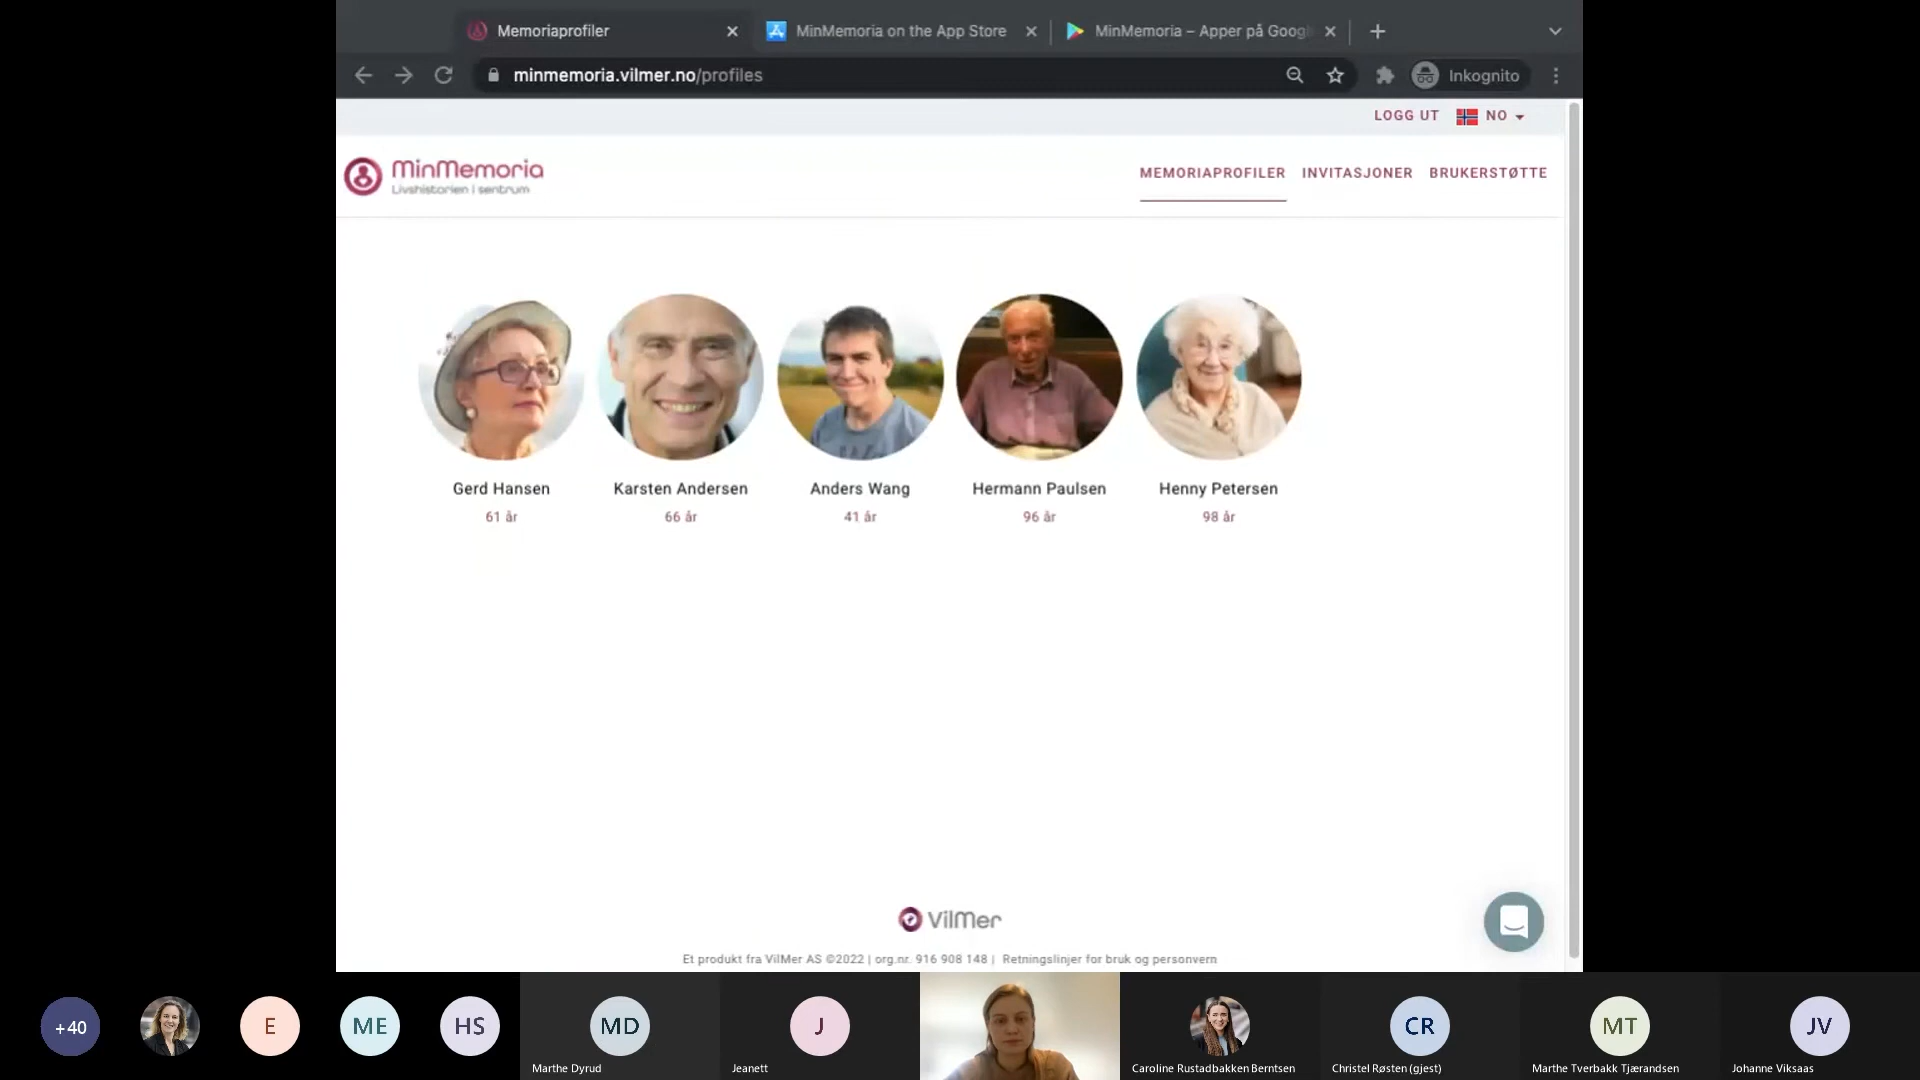 Memoriaprofiler
MinMemoria on the App Store
MinMemoria – Apper på Goog
minmemoria.vilmer.no/profiles
Inkognito
LOGG UT
NO
MinMemoria
Livshistorien i sentrum
MEMORIAPROFILER
INVITASJONER
BRUKERSTØTTE
Gerd Hansen
61 år
Karsten Andersen
66 år
Anders Wang
41 år
Hermann Paulsen
96 år
Henny Petersen
98 år
VilMer
Et produkt fra VilMer AS ©2022 | org.nr. 916 908 148 | Retningslinjer for bruk og personvern
+40
E
ME
HS
MD
Marthe Dyrud
J
Jeanett
Caroline Rustadbakken Berntsen
CR
Christel Røsten (gjest)
MT
Marthe Tverbakk Tjærandsen
JV
Johanne Viksaas